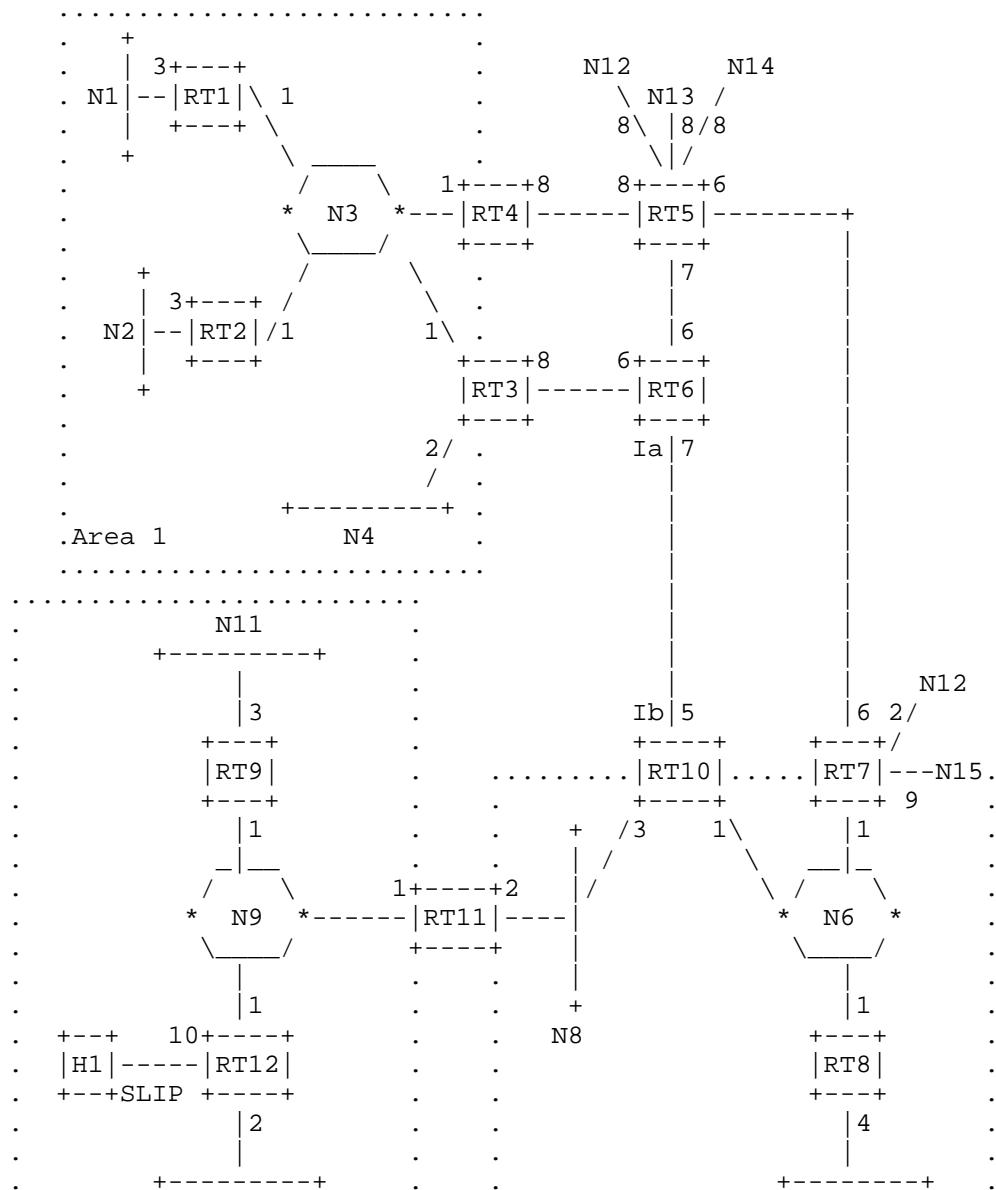 +
3+---+
N12 N14
N1|--|RT1|\ 1
N13
+---+
8 8 8
+
1+---+8 8+---+6
* N3 *---|RT4|------|RT5|--------+
+---+ +---+
+ 7
3+---+
N2|--|RT2|/1 1\ 6
+---+ +---+8 6+---+
+ |RT3|------|RT6|
+---+ +---+
2/ Ia|7
+---------+
.Area 1 N4
N11
+---------+
N12
3 Ib|5 6 2/
+---+ +----+ +---+
|RT9| |RT10| |RT7|---N15
+---+ +----+ +---+ 9
1 + /3 1\ 1
1+----+2
* N9 *------|RT11|----| * N6 *
+----+
1 + 1
+--+ 10+----+ N8 +---+
|H1|-----|RT12| |RT8|
+--+SLIP +----+ +---+
2 4
+---------+ +--------+